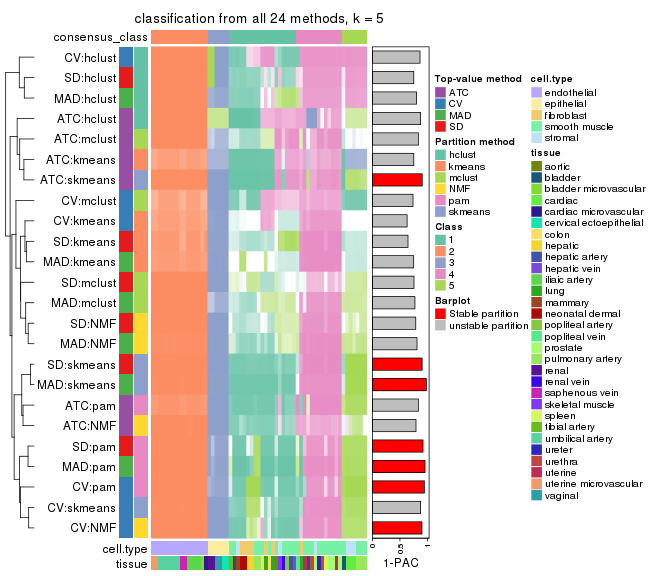 classification from all 24 methods, k = 5
consensus_class
CV:hclust
SD:hclust
MAD:hclust
ATC:hclust
ATC:mclust
ATC:kmeans
ATC:skmeans
CV:mclust
CV:kmeans
SD:kmeans
MAD:kmeans
SD:mclust
MAD:mclust
SD:NMF
MAD:NMF
SD:skmeans
MAD:skmeans
ATC:pam
ATC:NMF
SD:pam
MAD:pam
CV:pam
CV:skmeans
CV:NMF
cell.type
tissue
0
0.5
1
1-PAC
Top-value method
ATC
CV
MAD
SD
Partition method
hclust
kmeans
mclust
NMF
pam
skmeans
Class
1
2
3
4
5
Barplot
Stable partition
unstable partition
cell.type
endothelial
epithelial
fibroblast
smooth muscle
stromal
tissue
aortic
bladder
bladder microvascular
cardiac
cardiac microvascular
cervical ectoepithelial
colon
hepatic
hepatic artery
hepatic vein
iliac artery
lung
mammary
neonatal dermal
popliteal artery
popliteal vein
prostate
pulmonary artery
renal
renal vein
saphenous vein
skeletal muscle
spleen
tibial artery
umbilical artery
ureter
urethra
uterine
uterine microvascular
vaginal